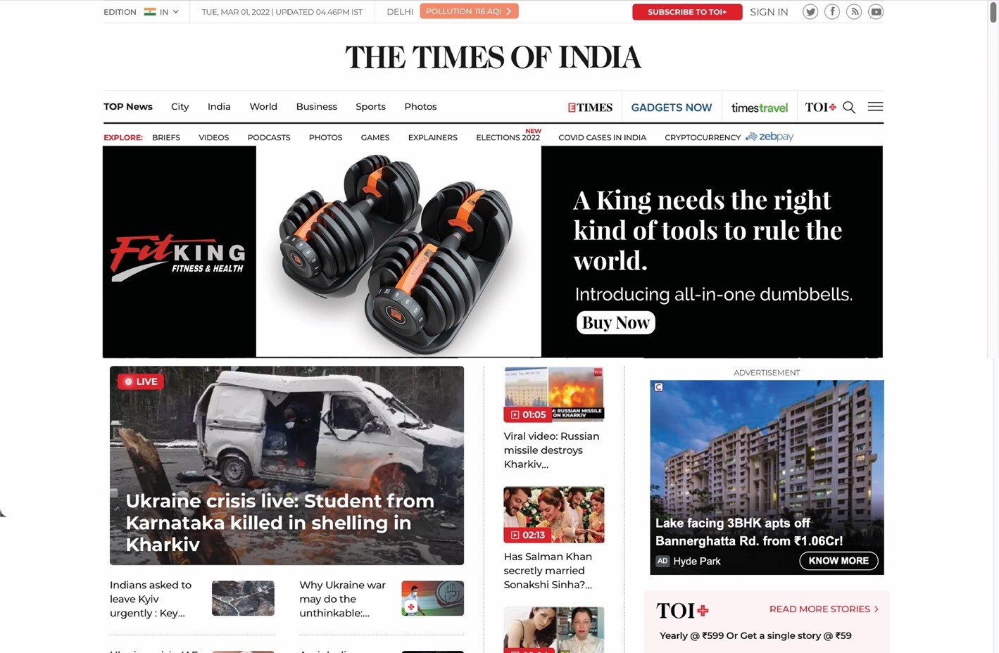 EDITION IN
TUE, MAR 01, 2022 | UPDATED 04.46PM IST
DELHI
POLLUTION 116 AQI
SUBSCRIBE TO TOI+
SIGN IN
THE TIMES OF INDIA
TOP News City India World Business Sports Photos
ETIMES
GADGETS NOW
timestravel
TOI+
NEW
EXPLORE: BRIEFS VIDEOS PODCASTS PHOTOS GAMES EXPLAINERS ELECTIONS 2022 COVID CASES IN INDIA CRYPTOCURRENCY zebpay
Fit KING
FITNESS & HEALTH
A King needs the right
kind of tools to rule the
world.
Introducing all-in-one dumbbells.
Buy Now
LIVE
Ukraine crisis live: Student from
Karnataka killed in shelling in
Kharkiv
Indians asked to
leave Kyiv
urgently : Key...
Why Ukraine war
may do the
unthinkable:...
TOI
: RUSSIAN MISSILE
ON KHARKIV
01:05
Viral video: Russian
missile destroys
Kharkiv...
02:13
Has Salman Khan
secretly married
Sonakshi Sinha?...
ADVERTISEMENT
C
Lake facing 3BHK apts off
Bannerghatta Rd. from ₹1.06Cr!
AD Hyde Park
KNOW MORE
TOI+
READ MORE STORIES
Yearly @ ₹599 Or Get a single story @ ₹59